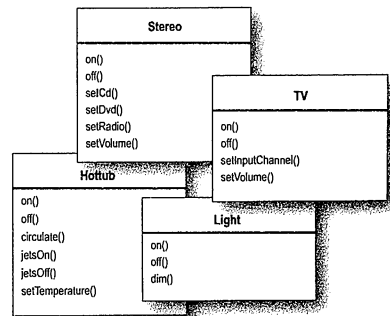 Stereo
on()
off()
setCd()
setDvd()
setRadio()
setVolume()
TV
on()
off()
setInputChannel()
setVolume()
Hottub
on()
off()
circulate()
jetsOn()
jetsOff()
setTemperature()
Light
on()
off()
dim()